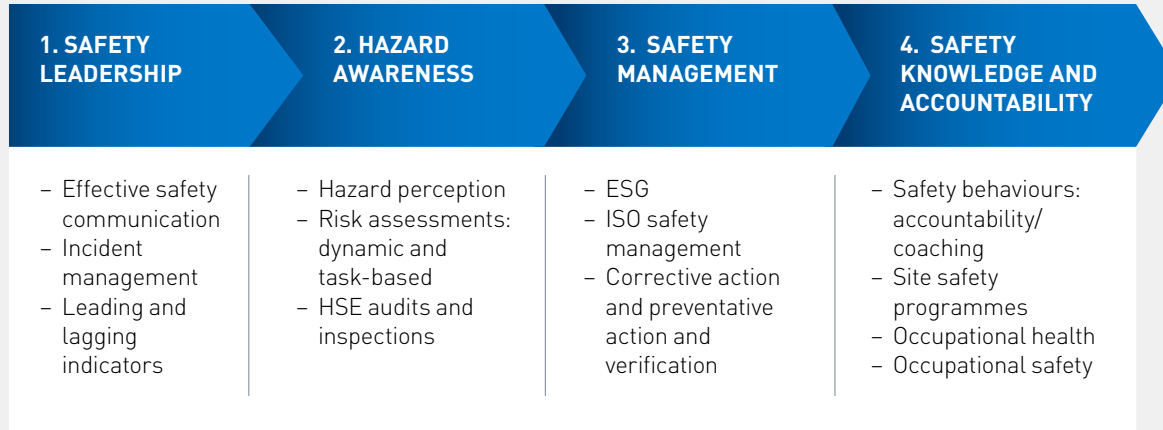 1. SAFETY
LEADERSHIP
2. HAZARD
AWARENESS
3. SAFETY
MANAGEMENT
4. SAFETY
KNOWLEDGE AND
ACCOUNTABILITY
– Effective safety
communication
– Incident
management
– Leading and
lagging
indicators
– Hazard perception
– Risk assessments:
dynamic and
task-based
– HSE audits and
inspections
– ESG
– ISO safety
management
– Corrective action
and preventative
action and
verification
– Safety behaviours:
accountability/
coaching
– Site safety
programmes
– Occupational health
– Occupational safety